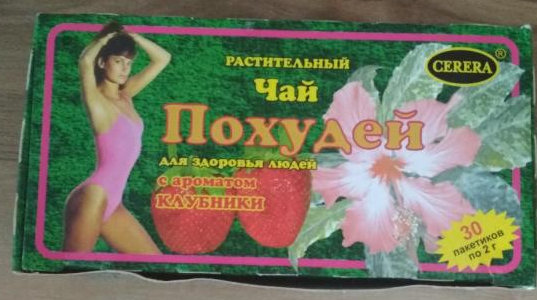 РАСТИТЕЛЬНЫЙ
CERERA®
Чай
Похудей
для здоровья людей
с ароматом
КЛУБНИКИ
30
пакетиков
по 2 г